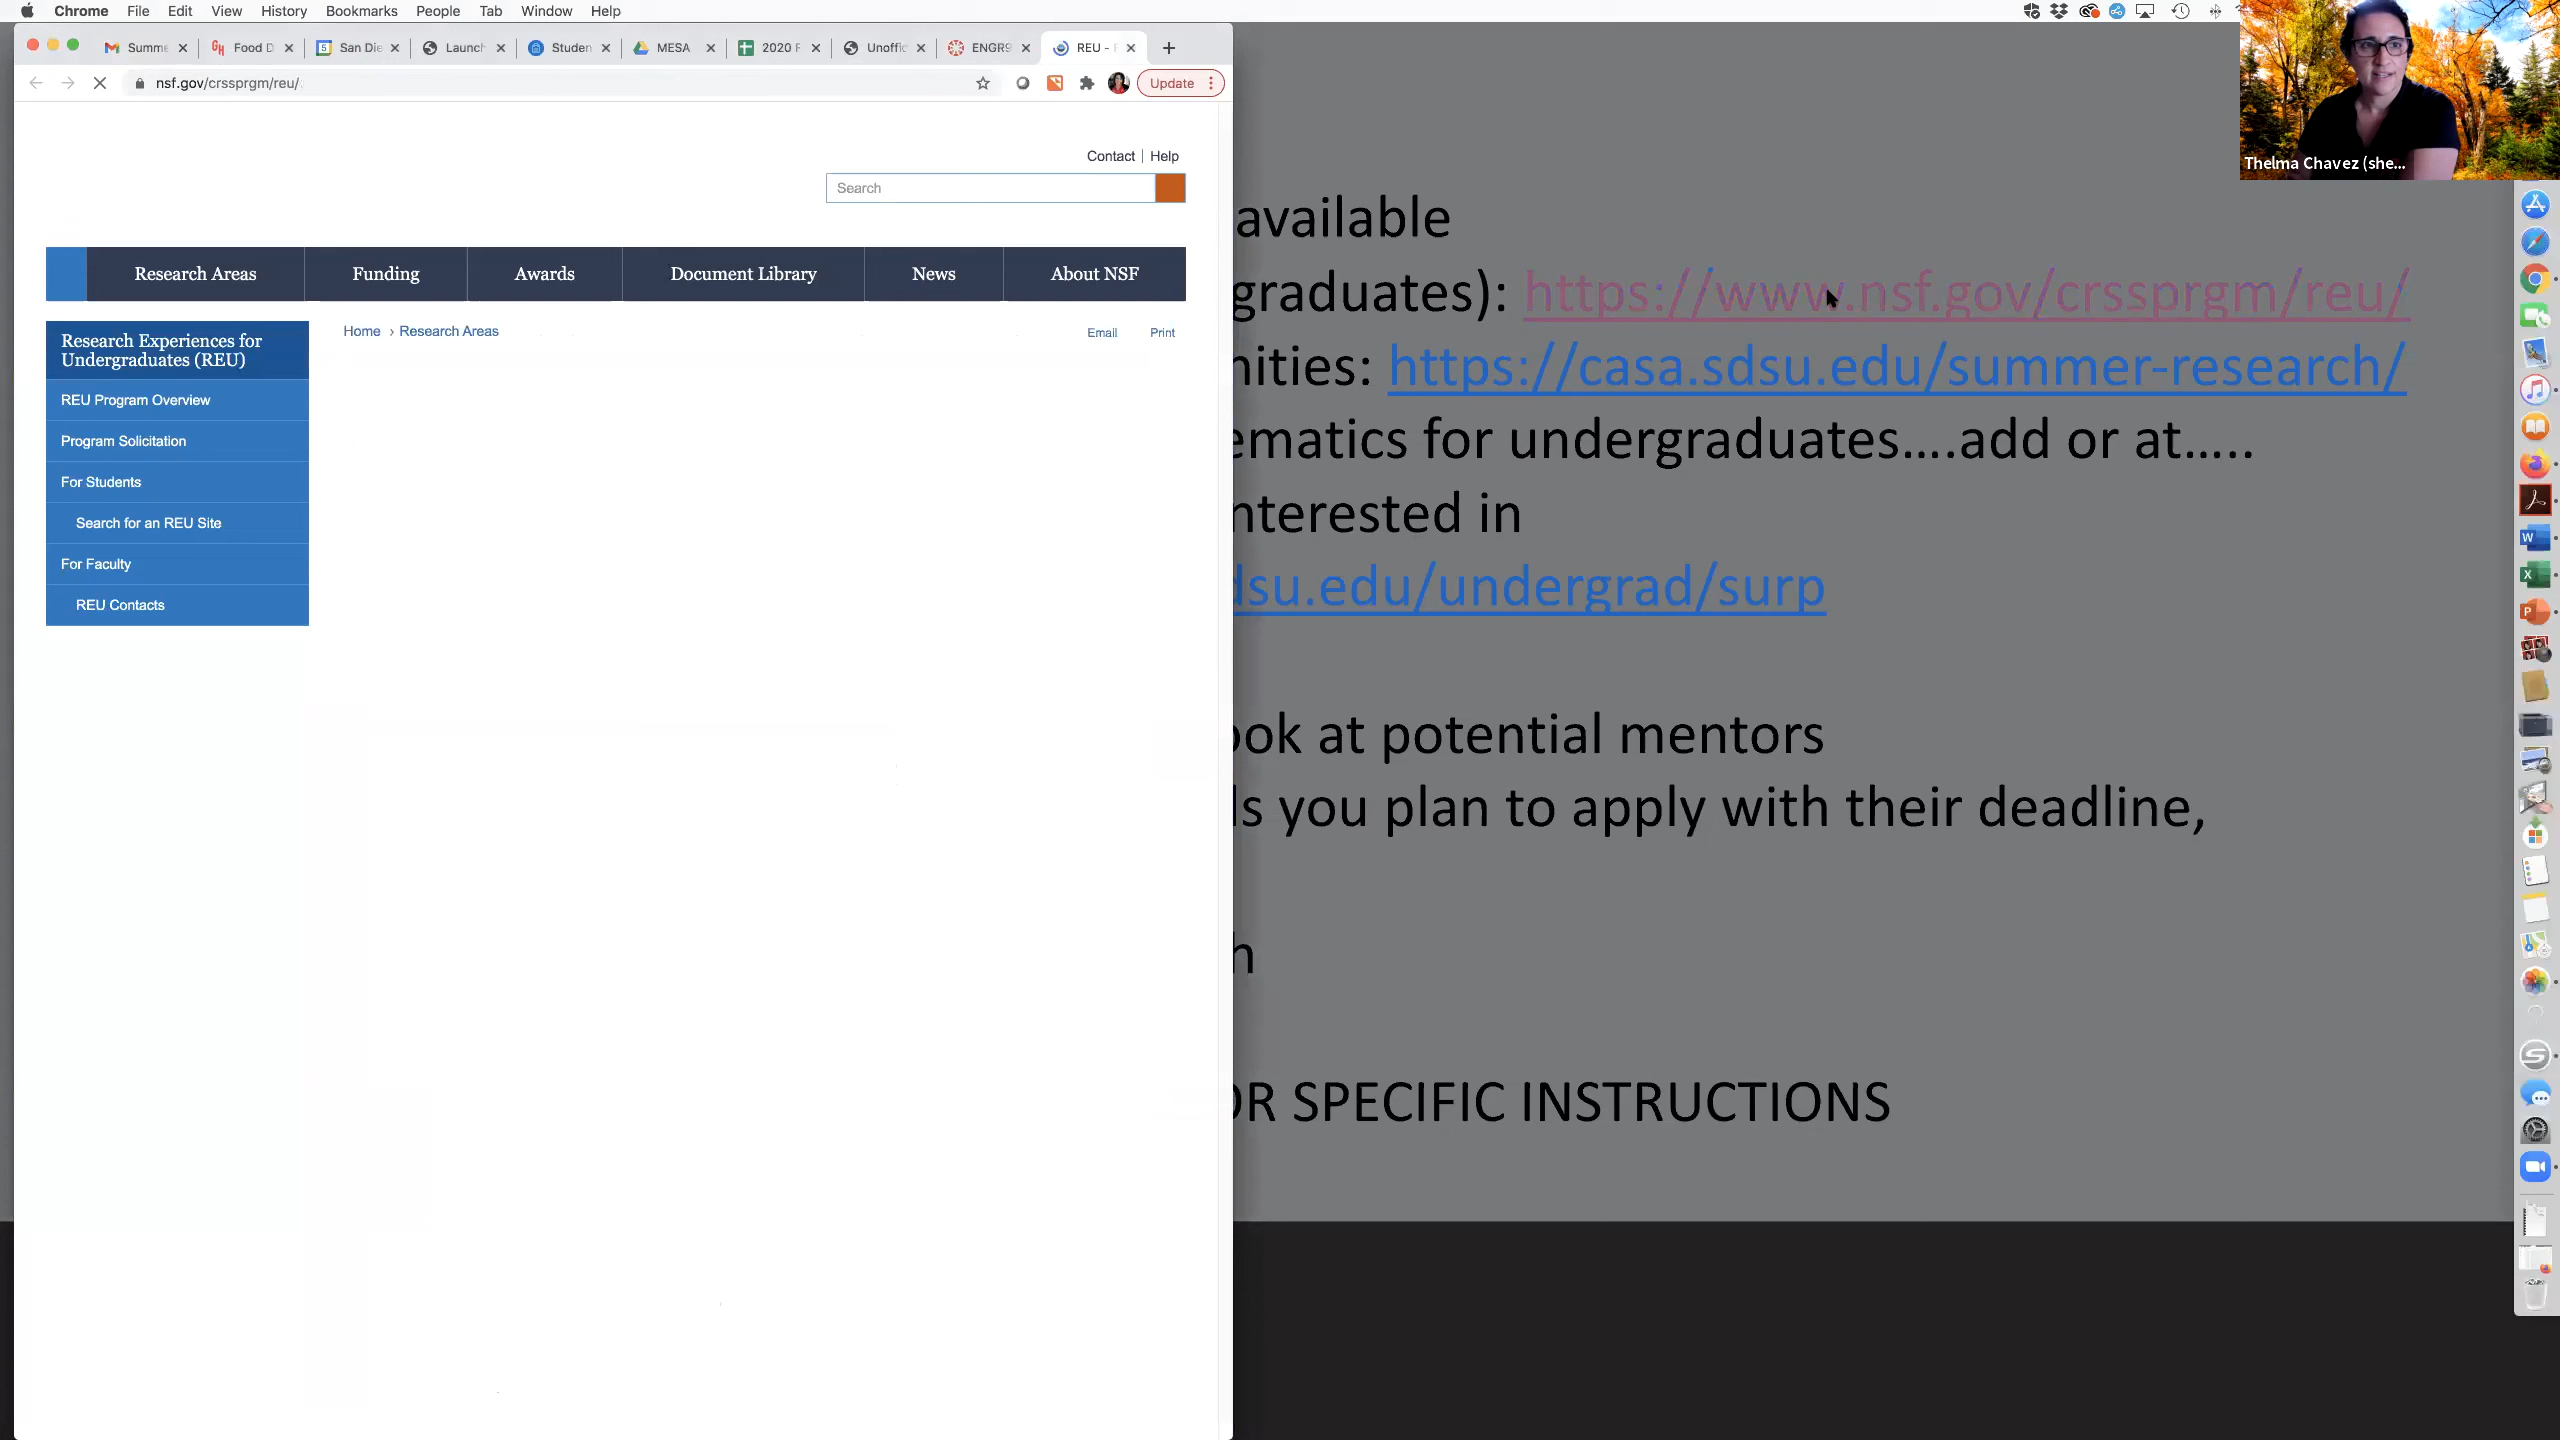 Chrome File Edit View History Bookmarks People Tab Window Help
Summe Food D San Die Launch Studen MESA 2020 F Unoffic ENGR9 REU -
nsf.gov/crssprgm/reu/
Update
Contact | Help
Search
Research Areas Funding Awards Document Library News About NSF
Research Experiences for
Undergraduates (REU)
REU Program Overview
Program Solicitation
For Students
Search for an REU Site
For Faculty
REU Contacts
Home › Research Areas
Email Print
available
graduates): https://www.nsf.gov/crssprgm/reu/
nities: https://casa.sdsu.edu/summer-research/
ematics for undergraduates….add or at…..
nterested in
dsu.edu/undergrad/surp
ook at potential mentors
ls you plan to apply with their deadline,
h
OR SPECIFIC INSTRUCTIONS
Thelma Chavez (she...